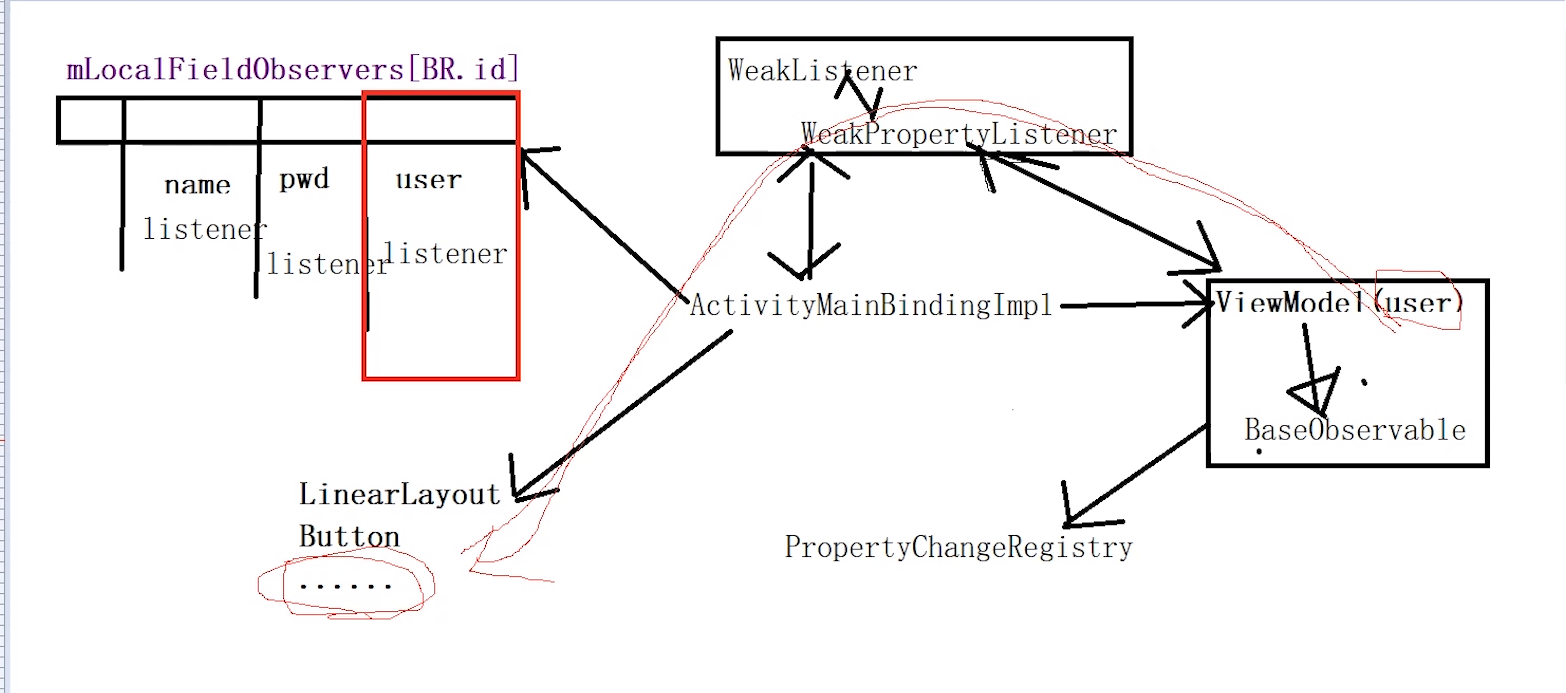 mLocalFieldObservers[BR.id]
name
pwd
user
listener
listener
listener
WeakListener
WeakPropertyListener
ActivityMainBindingImpl
ViewModel(user)
BaseObservable
LinearLayout
Button
......
PropertyChangeRegistry